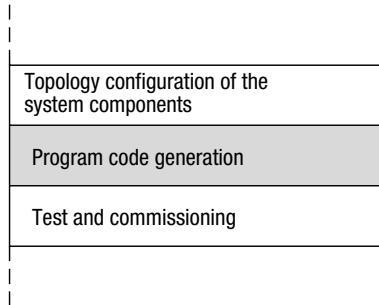 Topology configuration of the
system components
Program code generation
Test and commissioning